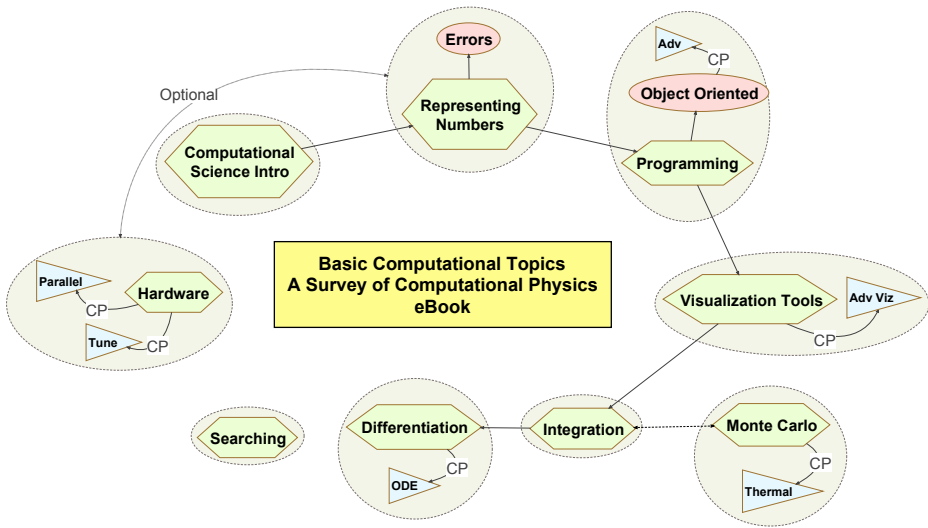 Errors
Adv
CP
Optional
Object Oriented
Representing
Numbers
Computational
Science Intro
Programming
Basic Computational Topics
A Survey of Computational Physics
eBook
Parallel
Hardware
CP
Tune
CP
Visualization Tools
Adv Viz
CP
Searching
Differentiation
Integration
Monte Carlo
CP
ODE
CP
Thermal